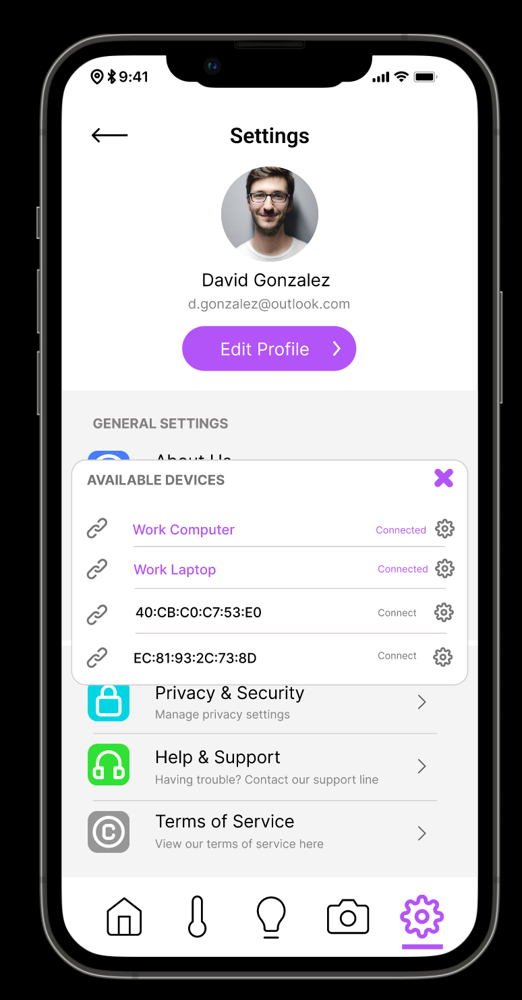 9:41
Settings
David Gonzalez
d.gonzalez@outlook.com
Edit Profile
GENERAL SETTINGS
About Us
AVAILABLE DEVICES
Work Computer Connected
Work Laptop Connected
40:CB:C0:C7:53:E0 Connect
EC:81:93:2C:73:8D Connect
Privacy & Security
Manage privacy settings
Help & Support
Having trouble? Contact our support line
Terms of Service
View our terms of service here